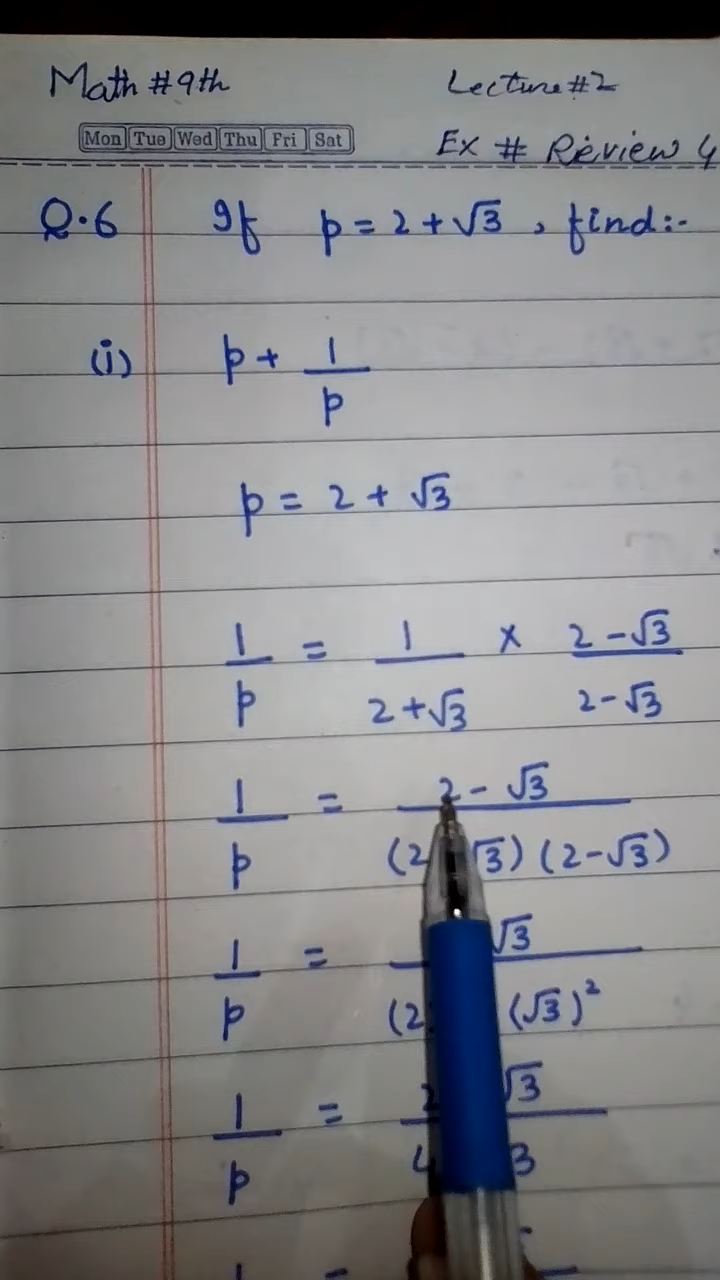 Math #9th Lecture #2
Mon Tue Wed Thu Fri Sat
Ex # Review 4
Q.6 If p = 2 + √3 , find:-
(i) p + 1/p
p = 2 + √3
1/p = 1/(2 + √3) × (2 - √3)/(2 - √3)
1/p = (2 - √3)/((2 √3) (2 - √3))
1/p = √3/((2 (√3)²)
1/p = 2 √3/(4 3)
1 =